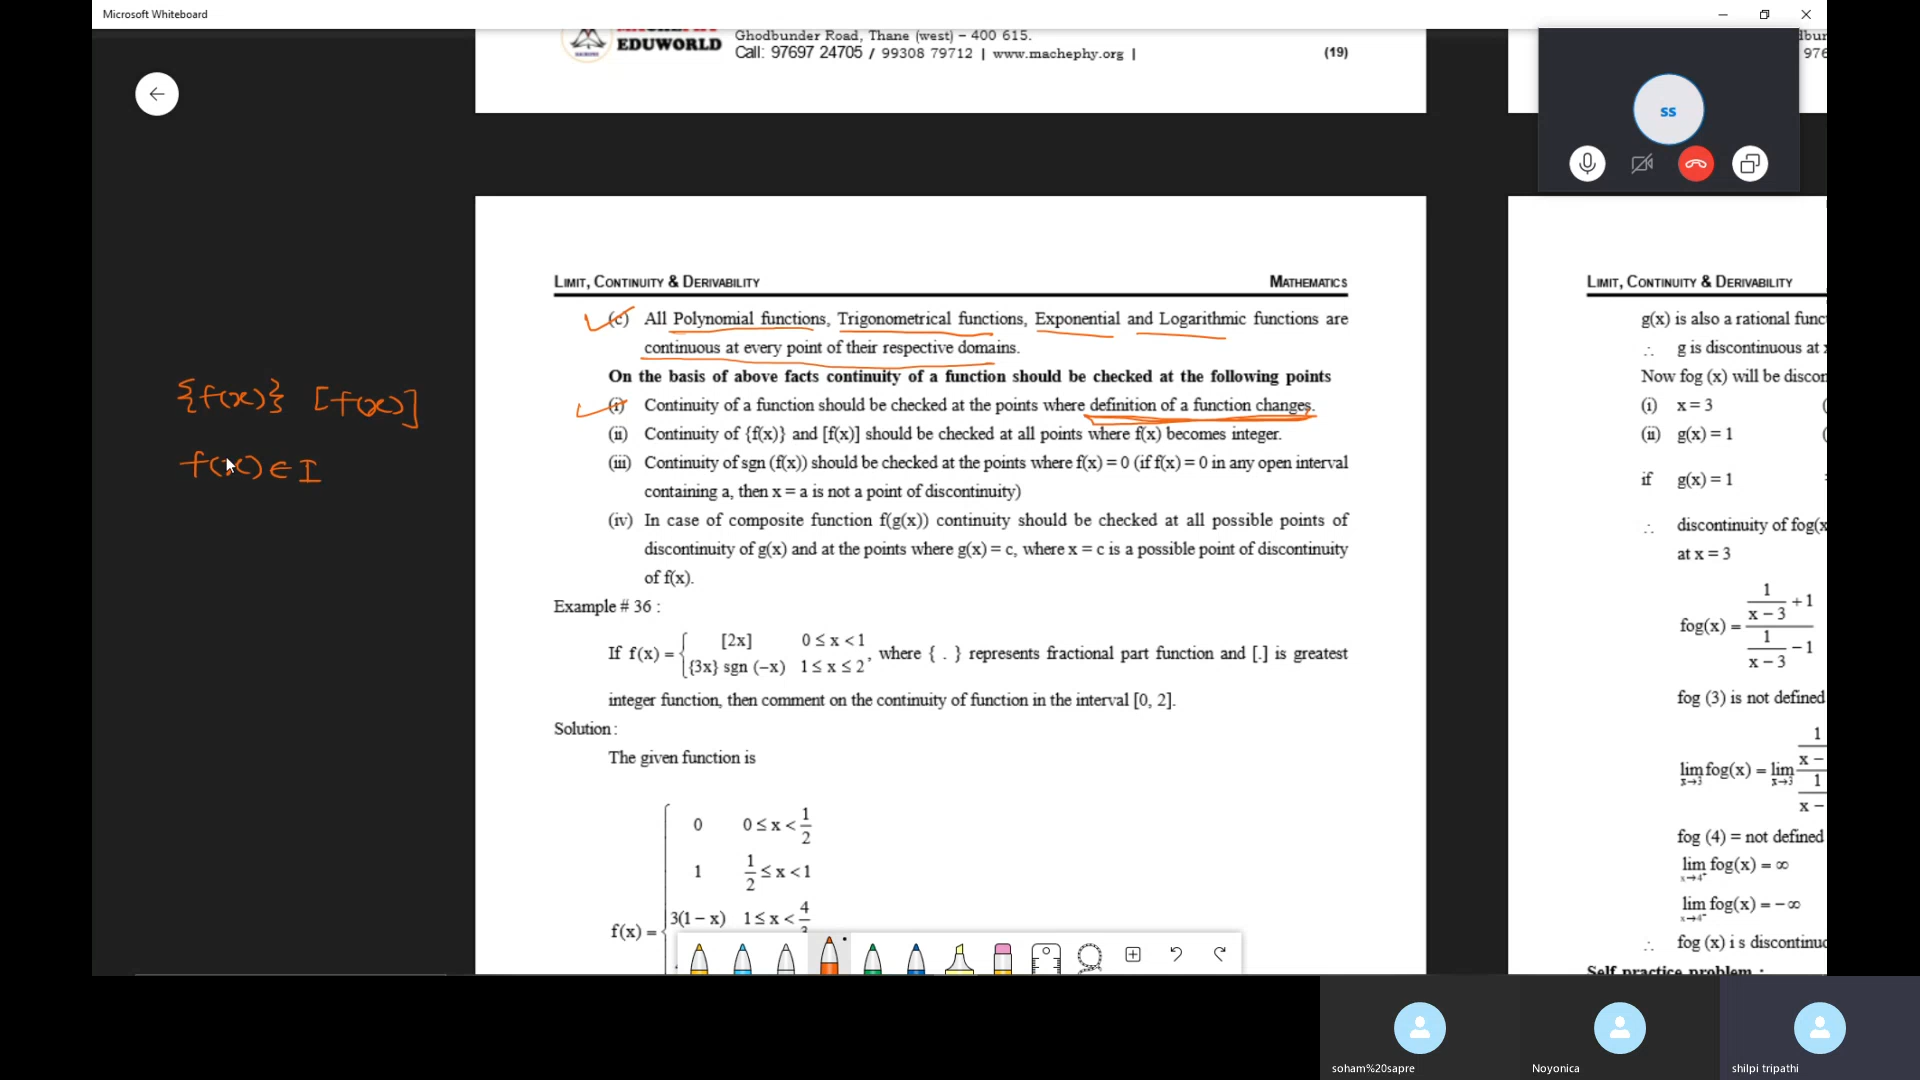 Microsoft Whiteboard
EDUWORLD
Ghodbunder Road, Thane (west) – 400 615.
Call: 97697 24705 / 99308 79712 | www.machephy.org |
(19)
ss
LIMIT, CONTINUITY & DERIVABILITY MATHEMATICS
(c) All Polynomial functions, Trigonometrical functions, Exponential and Logarithmic functions are
continuous at every point of their respective domains.
On the basis of above facts continuity of a function should be checked at the following points
(i) Continuity of a function should be checked at the points where definition of a function changes.
(ii) Continuity of {f(x)} and [f(x)] should be checked at all points where f(x) becomes integer.
(iii) Continuity of sgn (f(x)) should be checked at the points where f(x) = 0 (if f(x) = 0 in any open interval
containing a, then x = a is not a point of discontinuity)
(iv) In case of composite function f(g(x)) continuity should be checked at all possible points of
discontinuity of g(x) and at the points where g(x) = c, where x = c is a possible point of discontinuity
of f(x).
Example # 36 :
If f(x) = { [2x] 0 ≤ x < 1
{3x} sgn (−x) 1 ≤ x ≤ 2 , where { . } represents fractional part function and [.] is greatest
integer function, then comment on the continuity of function in the interval [0, 2].
Solution :
The given function is
f(x) =
0 0 ≤ x < 1/2
1 1/2 ≤ x < 1
3(1 − x) 1 ≤ x < 4/3
{f(x)} [f(x)]
f(x) ∈ I
LIMIT, CONTINUITY & DERIVABILITY
g(x) is also a rational func
∴ g is discontinuous at
Now fog (x) will be discon
(i) x = 3 (
(ii) g(x) = 1 (
if g(x) = 1
∴ discontinuity of fog(x
at x = 3
fog(x) = (1/(x − 3) + 1)/(1/(x − 3) − 1)
fog (3) is not defined
lim x→3 fog(x) = lim x→3
fog (4) = not defined
lim x→4⁺ fog(x) = ∞
lim x→4⁻ fog(x) = − ∞
∴ fog (x) i s discontinuo
Self practice problem :
soham%20sapre
Noyonica
shilpi tripathi